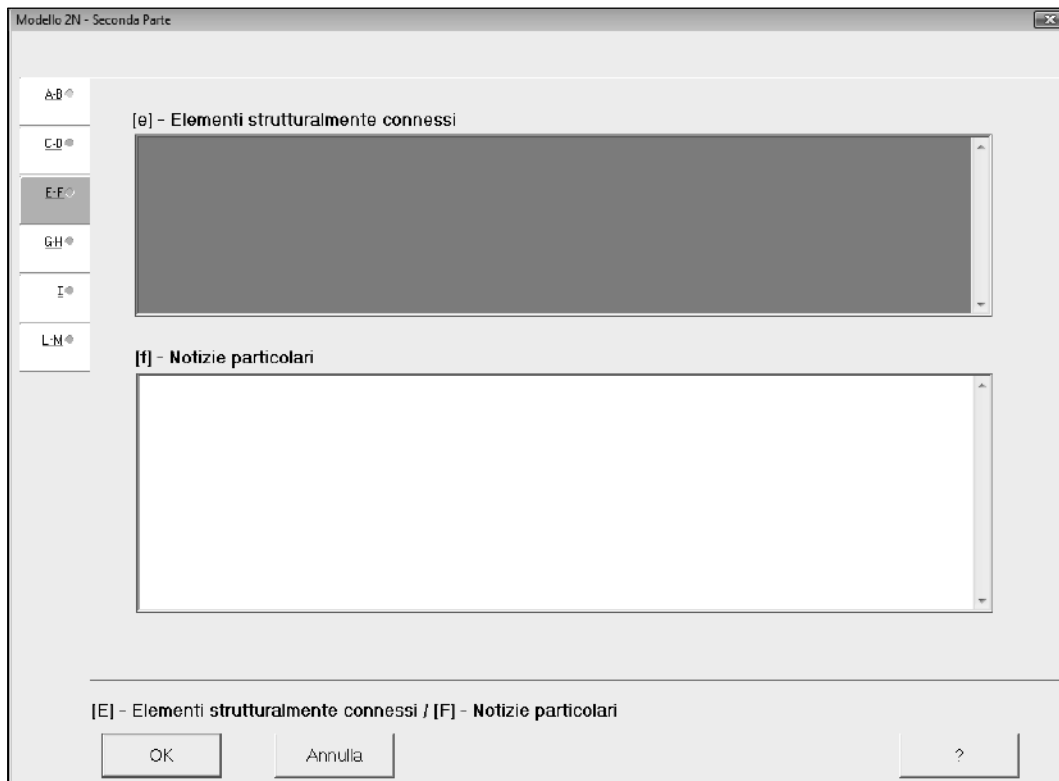 Modello 2N - Seconda Parte
A-B
C-D
E-F
G-H
I
L-M
[e] - Elementi strutturalmente connessi
[f] - Notizie particolari
[E] - Elementi strutturalmente connessi / [F] - Notizie particolari
OK
Annulla
?